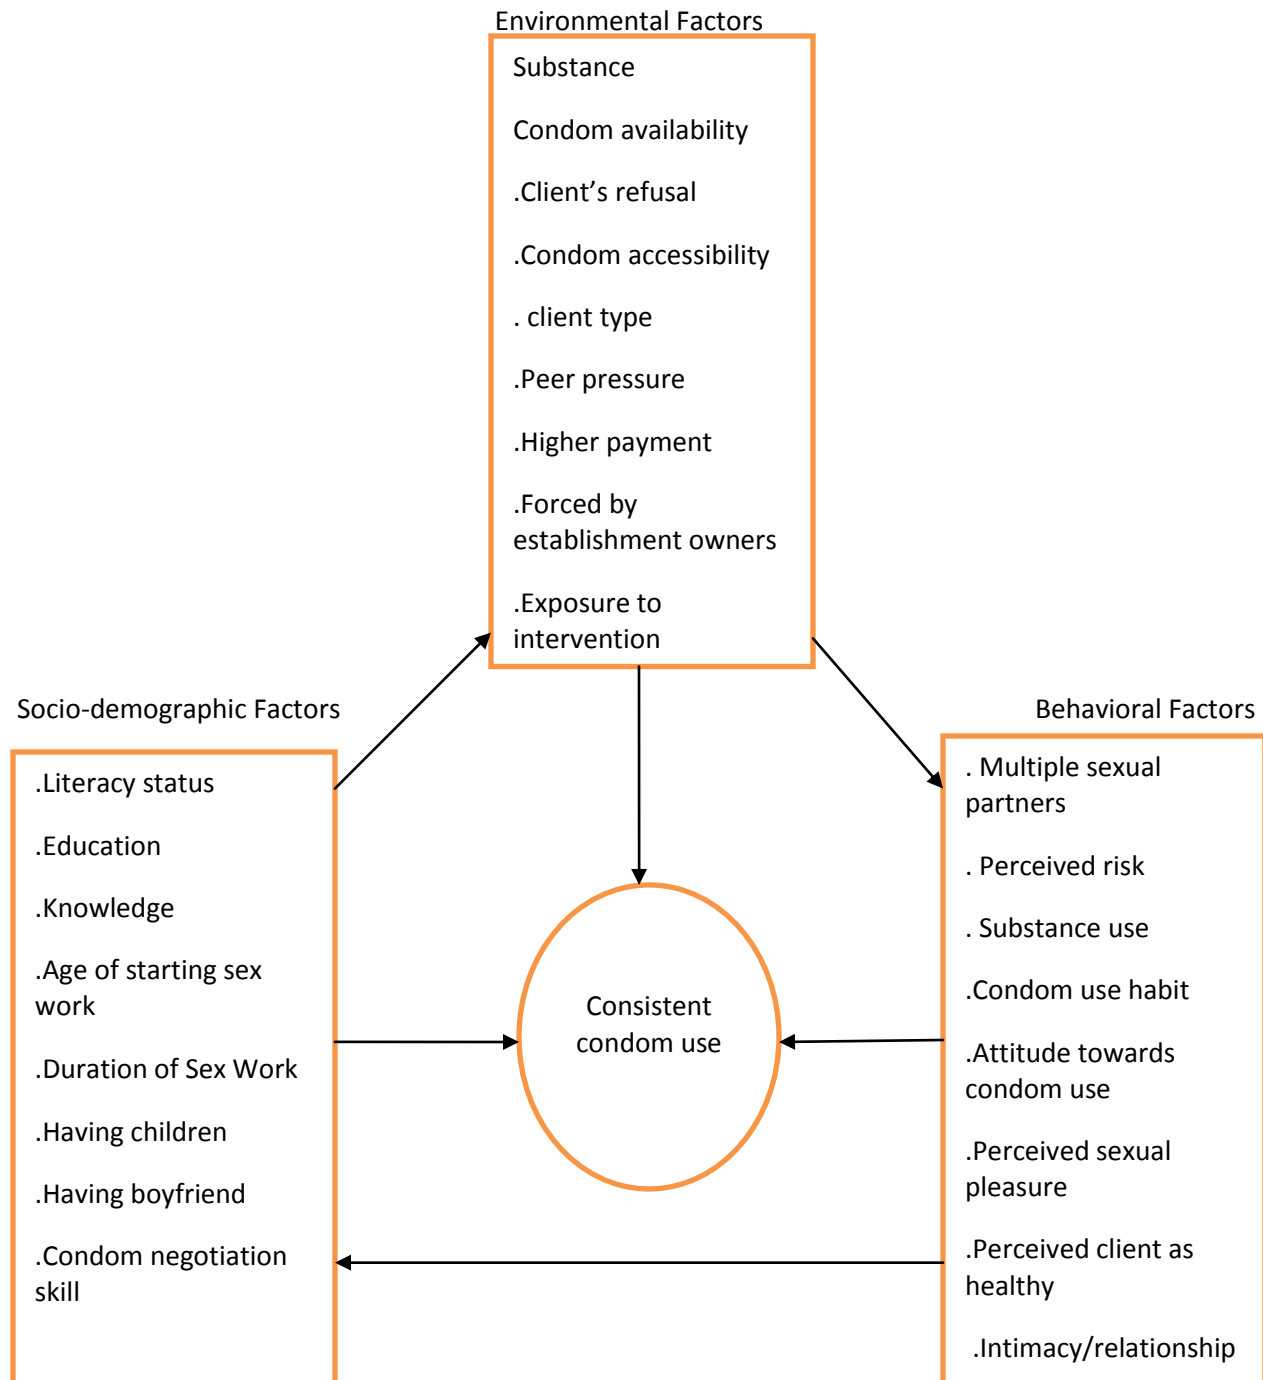 Environmental Factors
Substance
Condom availability
.Client’s refusal
.Condom accessibility
. client type
.Peer pressure
.Higher payment
.Forced by
establishment owners
.Exposure to
intervention
Socio-demographic Factors
.Literacy status
.Education
.Knowledge
.Age of starting sex
work
.Duration of Sex Work
.Having children
.Having boyfriend
.Condom negotiation
skill
Consistent
condom use
Behavioral Factors
. Multiple sexual
partners
. Perceived risk
. Substance use
.Condom use habit
.Attitude towards
condom use
.Perceived sexual
pleasure
.Perceived client as
healthy
.Intimacy/relationship